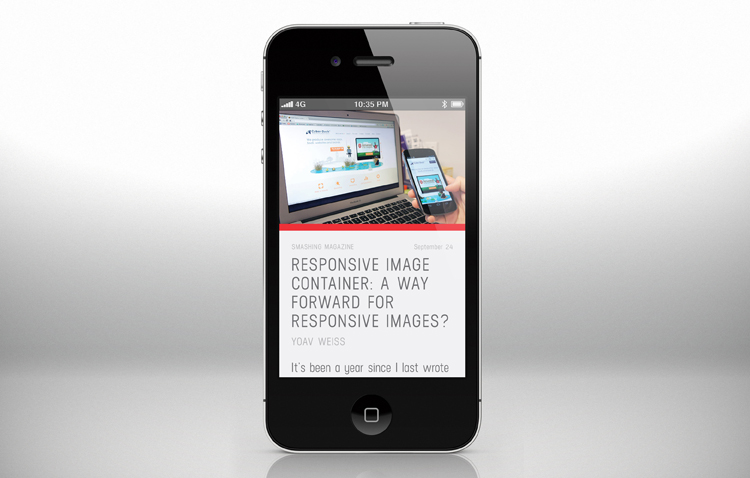 4G
10:35 PM
SMASHING MAGAZINE
September 24
RESPONSIVE IMAGE
CONTAINER: A WAY
FORWARD FOR
RESPONSIVE IMAGES?
YOAV WEISS
It's been a year since I last wrote